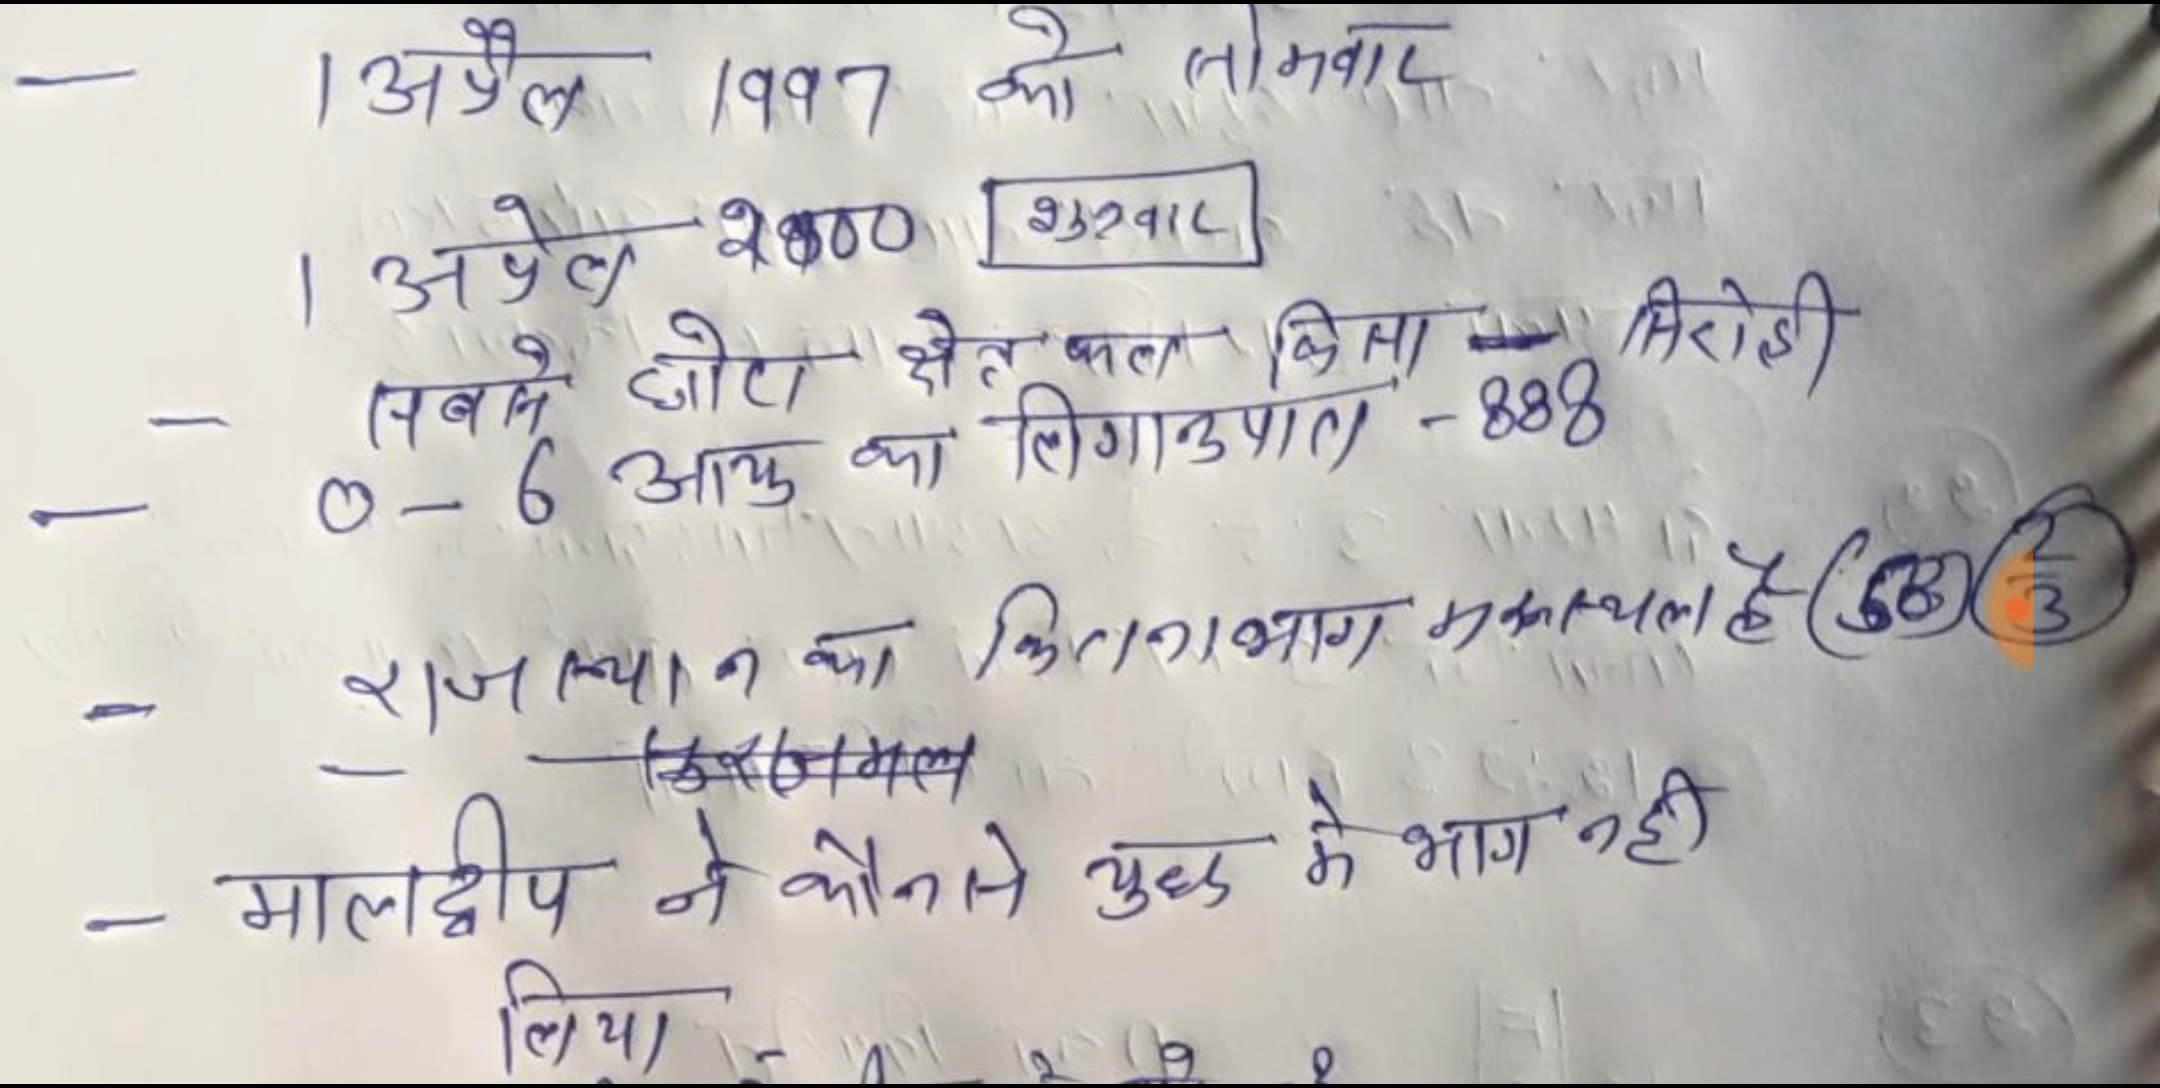 — 1 अप्रैल 1997 को सोमवार
1 अप्रेल 2000 शुक्रवार
— सबसे छोटा क्षेत्र कला किला — सिरोही
— 0 – 6 आयु का लिगानुपात - 888
— राजस्थान का कितना भाग मरूस्थल है ( ) 2/3
—
— मालद्वीप ने कौनसे युद्ध मे भाग नही
लिया